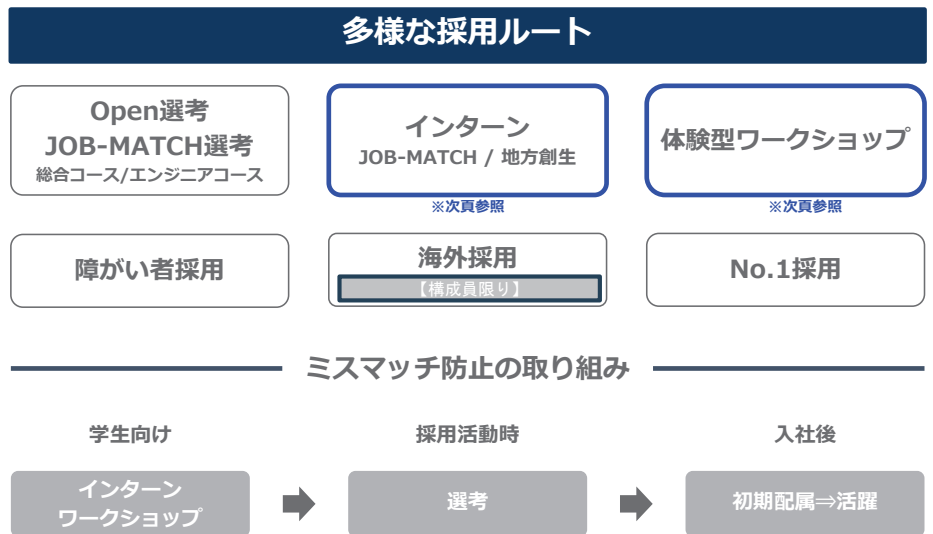 多様な採用ルート
Open選考
JOB-MATCH選考
総合コース/エンジニアコース
インターン
JOB-MATCH / 地方創生
※次頁参照
体験型ワークショップ
※次頁参照
障がい者採用
海外採用
【構成員限り】
No.1採用
ミスマッチ防止の取り組み
学生向け
採用活動時
入社後
インターン
ワークショップ
選考
初期配属⇒活躍